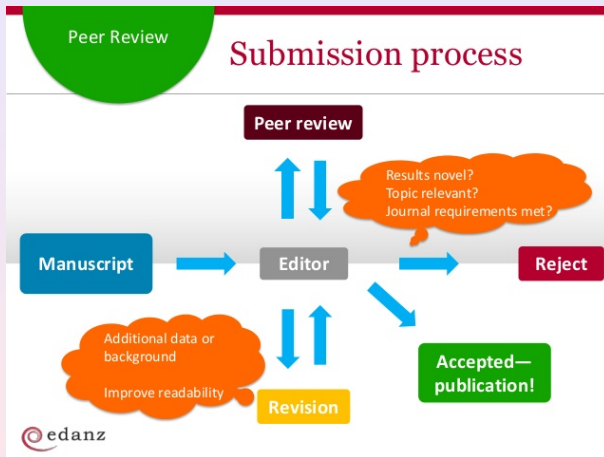 Peer Review
Submission process
Peer review
Results novel?
Topic relevant?
Journal requirements met?
Manuscript
Editor
Reject
Additional data or
background
Improve readability
Accepted—
publication!
Revision
edanz